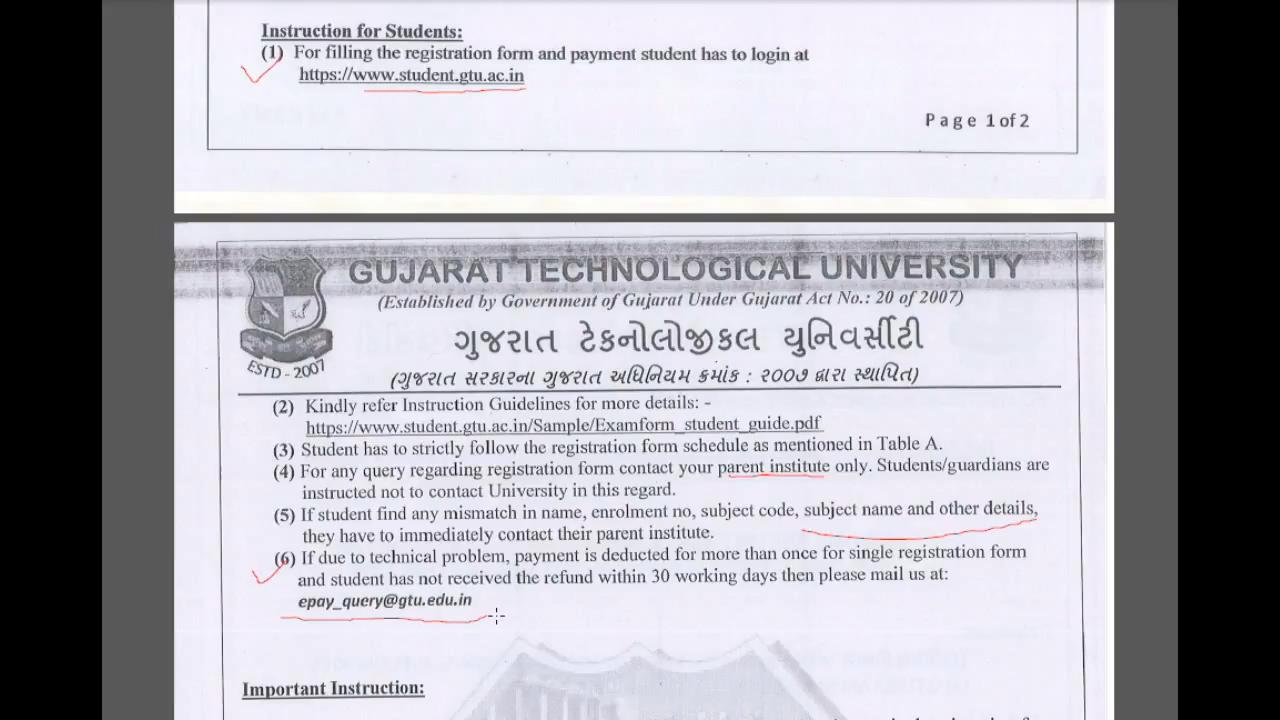 Instruction for Students:
(1) For filling the registration form and payment student has to login at
https://www.student.gtu.ac.in
Page 1 of 2
GUJARAT TECHNOLOGICAL UNIVERSITY
(Established by Government of Gujarat Under Gujarat Act No.: 20 of 2007)
ગુજરાત ટેકનોલોજીકલ યુનિવર્સીટી
(ગુજરાત સરકારના ગુજરાત અધિનિયમ ક્રમાંક : ૨૦૦૭ દ્વારા સ્થાપિત)
ESTD - 2007
(2) Kindly refer Instruction Guidelines for more details: -
https://www.student.gtu.ac.in/Sample/Examform_student_guide.pdf
(3) Student has to strictly follow the registration form schedule as mentioned in Table A.
(4) For any query regarding registration form contact your parent institute only. Students/guardians are
instructed not to contact University in this regard.
(5) If student find any mismatch in name, enrolment no, subject code, subject name and other details,
they have to immediately contact their parent institute.
(6) If due to technical problem, payment is deducted for more than once for single registration form
and student has not received the refund within 30 working days then please mail us at:
epay_query@gtu.edu.in
Important Instruction: